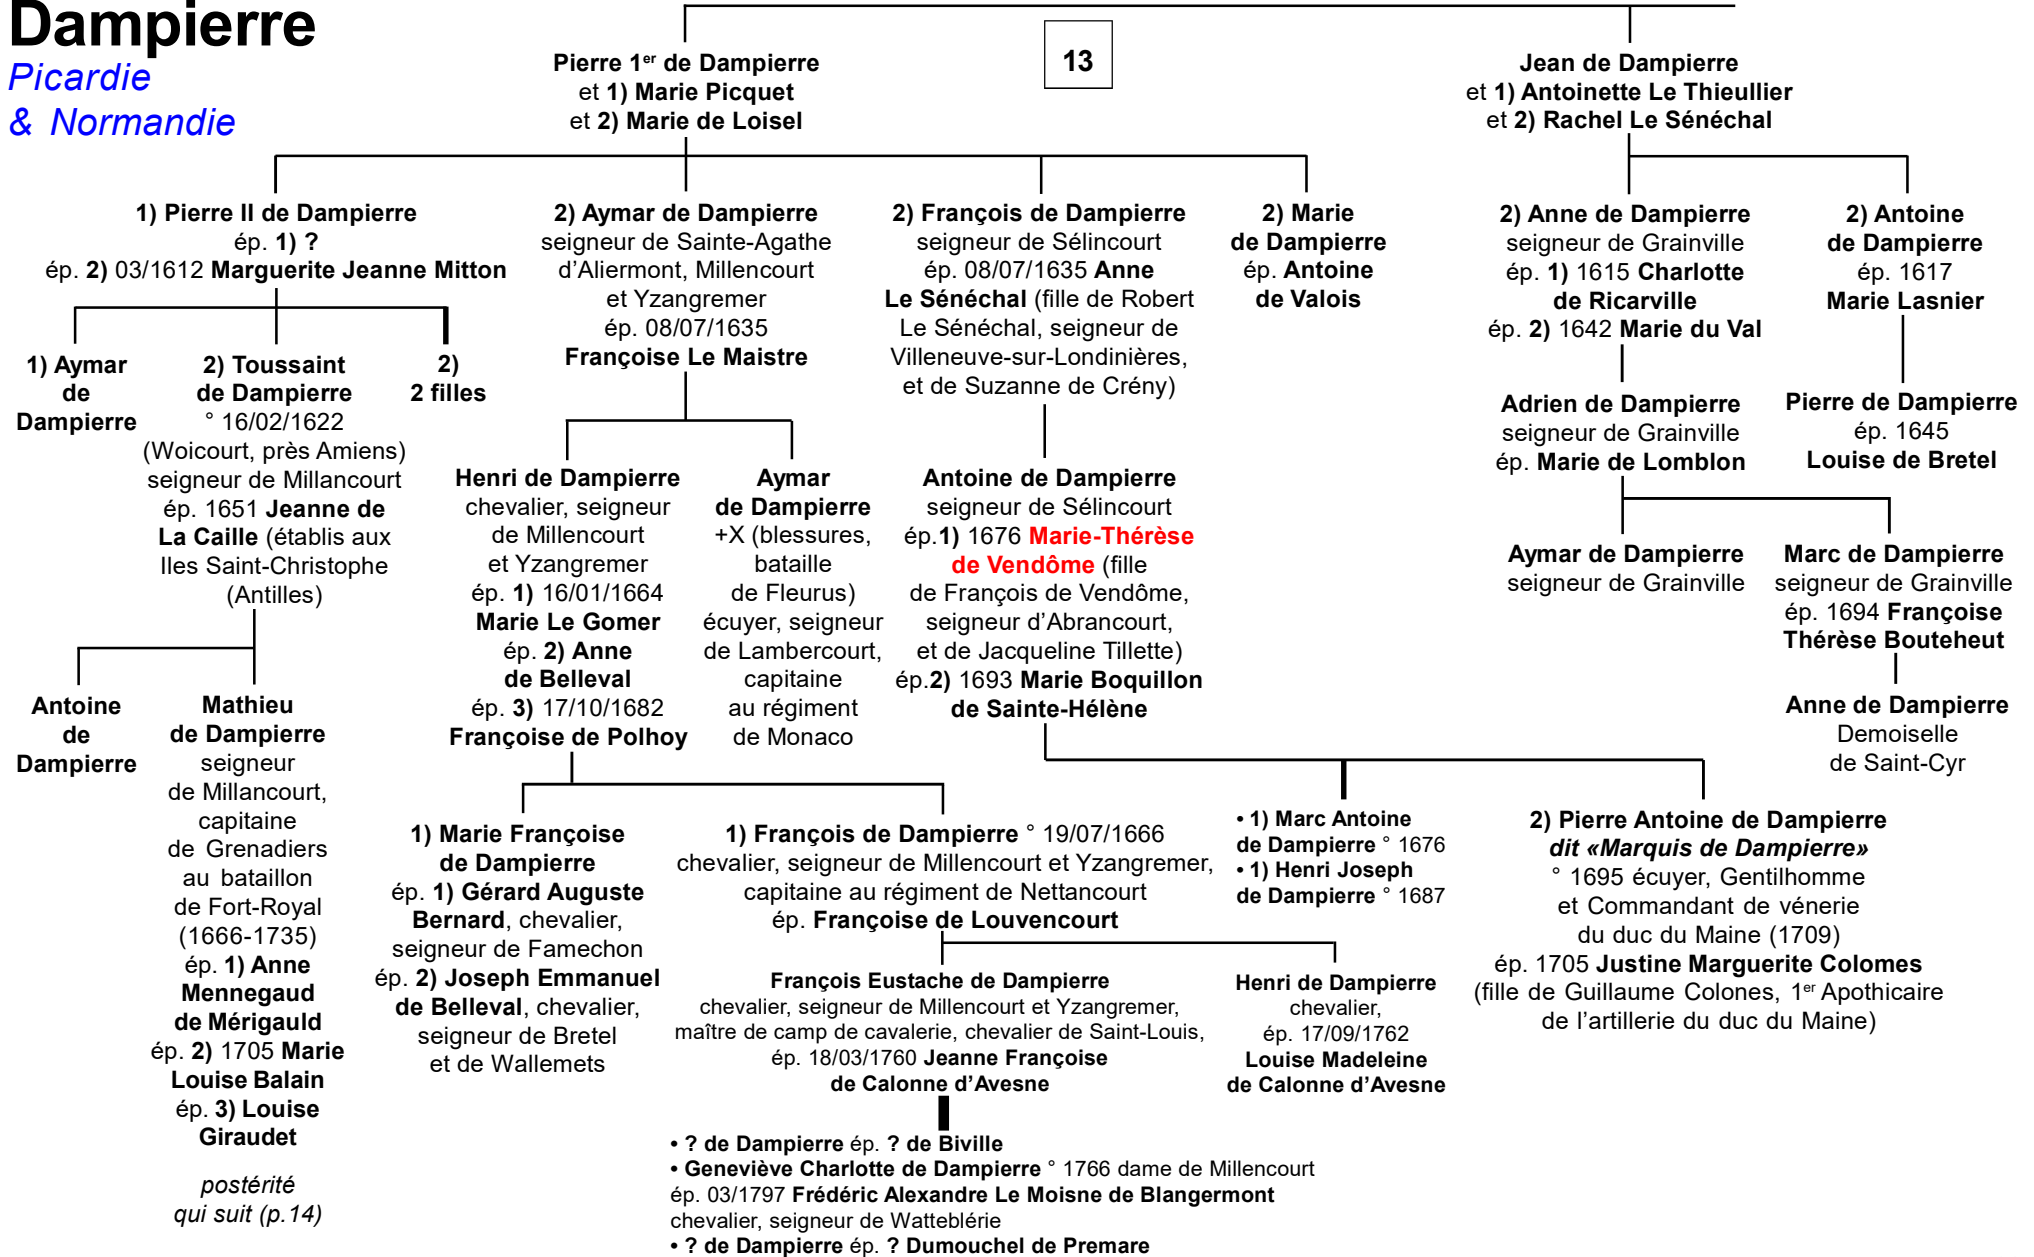 Dampierre
Picardie
& Normandie
13
Pierre 1er de Dampierre
et 1) Marie Picquet
et 2) Marie de Loisel
Jean de Dampierre
et 1) Antoinette Le Thieullier
et 2) Rachel Le Sénéchal
1) Pierre II de Dampierre
ép. 1) ?
ép. 2) 03/1612 Marguerite Jeanne Mitton
2) Aymar de Dampierre
seigneur de Sainte-Agathe
d’Aliermont, Millencourt
et Yzangremer
ép. 08/07/1635
Françoise Le Maistre
2) François de Dampierre
seigneur de Sélincourt
ép. 08/07/1635 Anne
Le Sénéchal (fille de Robert
Le Sénéchal, seigneur de
Villeneuve-sur-Londinières,
et de Suzanne de Crény)
2) Marie
de Dampierre
ép. Antoine
de Valois
2) Anne de Dampierre
seigneur de Grainville
ép. 1) 1615 Charlotte
de Ricarville
ép. 2) 1642 Marie du Val
2) Antoine
de Dampierre
ép. 1617
Marie Lasnier
1) Aymar
de
Dampierre
2) Toussaint
de Dampierre
° 16/02/1622
(Woicourt, près Amiens)
seigneur de Millancourt
ép. 1651 Jeanne de
La Caille (établis aux
Iles Saint-Christophe
(Antilles)
2)
2 filles
Henri de Dampierre
chevalier, seigneur
de Millencourt
et Yzangremer
ép. 1) 16/01/1664
Marie Le Gomer
ép. 2) Anne
de Belleval
ép. 3) 17/10/1682
Françoise de Polhoy
Aymar
de Dampierre
+X (blessures,
bataille
de Fleurus)
écuyer, seigneur
de Lambercourt,
capitaine
au régiment
de Monaco
Antoine de Dampierre
seigneur de Sélincourt
ép.1) 1676 Marie-Thérèse
de Vendôme (fille
de François de Vendôme,
seigneur d’Abrancourt,
et de Jacqueline Tillette)
ép.2) 1693 Marie Boquillon
de Sainte-Hélène
Adrien de Dampierre
seigneur de Grainville
ép. Marie de Lomblon
Pierre de Dampierre
ép. 1645
Louise de Bretel
Aymar de Dampierre
seigneur de Grainville
Marc de Dampierre
seigneur de Grainville
ép. 1694 Françoise
Thérèse Bouteheut
Anne de Dampierre
Demoiselle
de Saint-Cyr
Antoine
de
Dampierre
Mathieu
de Dampierre
seigneur
de Millancourt,
capitaine
de Grenadiers
au bataillon
de Fort-Royal
(1666-1735)
ép. 1) Anne
Mennegaud
de Mérigauld
ép. 2) 1705 Marie
Louise Balain
ép. 3) Louise
Giraudet
postérité
qui suit (p.14)
1) Marie Françoise
de Dampierre
ép. 1) Gérard Auguste
Bernard, chevalier,
seigneur de Famechon
ép. 2) Joseph Emmanuel
de Belleval, chevalier,
seigneur de Bretel
et de Wallemets
1) François de Dampierre ° 19/07/1666
chevalier, seigneur de Millencourt et Yzangremer,
capitaine au régiment de Nettancourt
ép. Françoise de Louvencourt
• 1) Marc Antoine
de Dampierre ° 1676
• 1) Henri Joseph
de Dampierre ° 1687
2) Pierre Antoine de Dampierre
dit «Marquis de Dampierre»
° 1695 écuyer, Gentilhomme
et Commandant de vénerie
du duc du Maine (1709)
ép. 1705 Justine Marguerite Colomes
(fille de Guillaume Colones, 1er Apothicaire
de l’artillerie du duc du Maine)
François Eustache de Dampierre
chevalier, seigneur de Millencourt et Yzangremer,
maître de camp de cavalerie, chevalier de Saint-Louis,
ép. 18/03/1760 Jeanne Françoise
de Calonne d’Avesne
Henri de Dampierre
chevalier,
ép. 17/09/1762
Louise Madeleine
de Calonne d’Avesne
• ? de Dampierre ép. ? de Biville
• Geneviève Charlotte de Dampierre ° 1766 dame de Millencourt
ép. 03/1797 Frédéric Alexandre Le Moisne de Blangermont
chevalier, seigneur de Watteblérie
• ? de Dampierre ép. ? Dumouchel de Premare